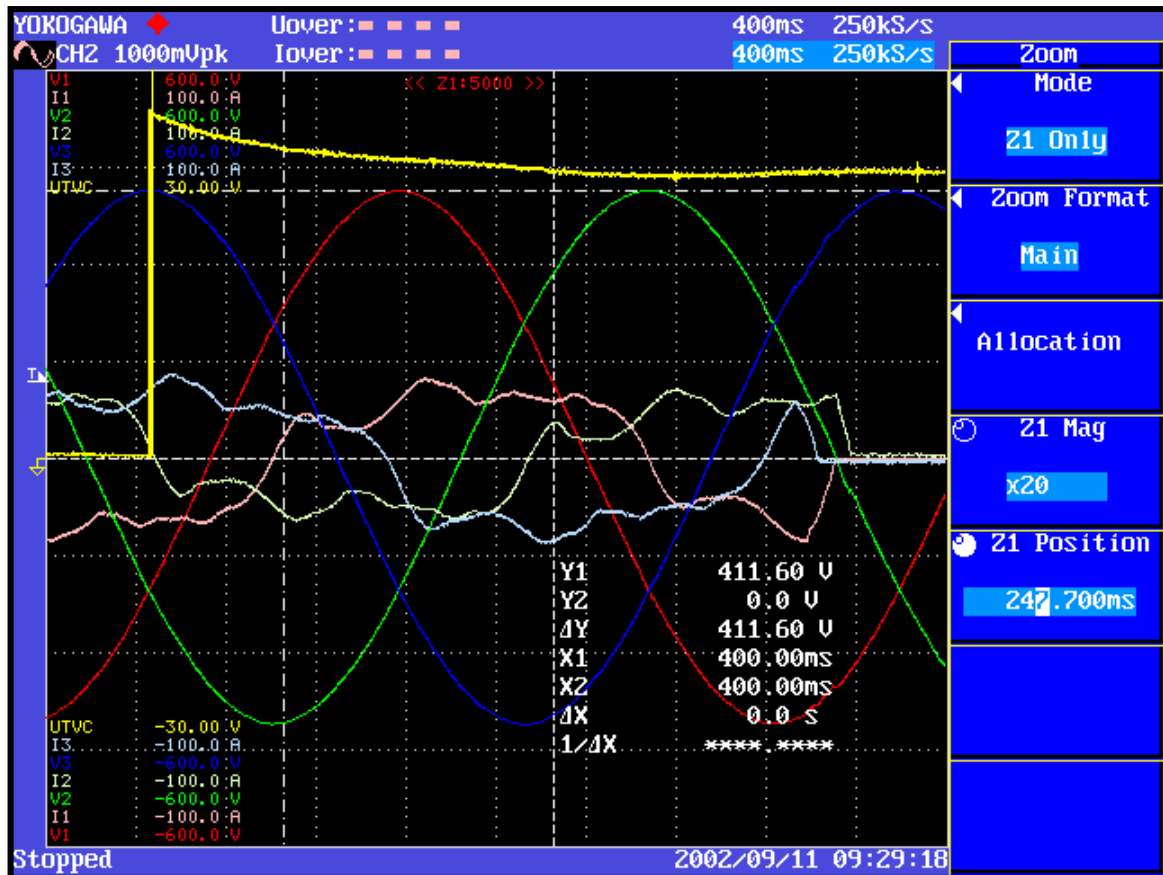 YOKOGAWA Uover: 400ms 250kS/s
CH2 1000mVpk Iover: 400ms 250kS/s
Zoom
V1 600.0 V << Z1:5000 >>
I1 100.0 A
V2 600.0 V
I2 100.0 A
V3 600.0 V
I3 100.0 A
UTVC 30.00 V
Mode
Z1 Only
Zoom Format
Main
Allocation
Z1 Mag
x20
Z1 Position
247.700ms
T
Y1 411.60 V
Y2 0.0 V
ΔY 411.60 V
X1 400.00ms
X2 400.00ms
ΔX 0.0 s
1/ΔX ****.****
UTVC -30.00 V
I3 -100.0 A
V3 -600.0 V
I2 -100.0 A
V2 -600.0 V
I1 -100.0 A
V1 -600.0 V
Stopped 2002/09/11 09:29:18